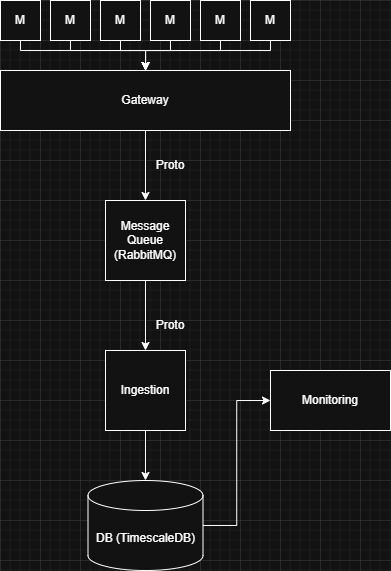 M M M M M M
Gateway
Proto
Message
Queue
(RabbitMQ)
Proto
Ingestion
Monitoring
DB (TimescaleDB)